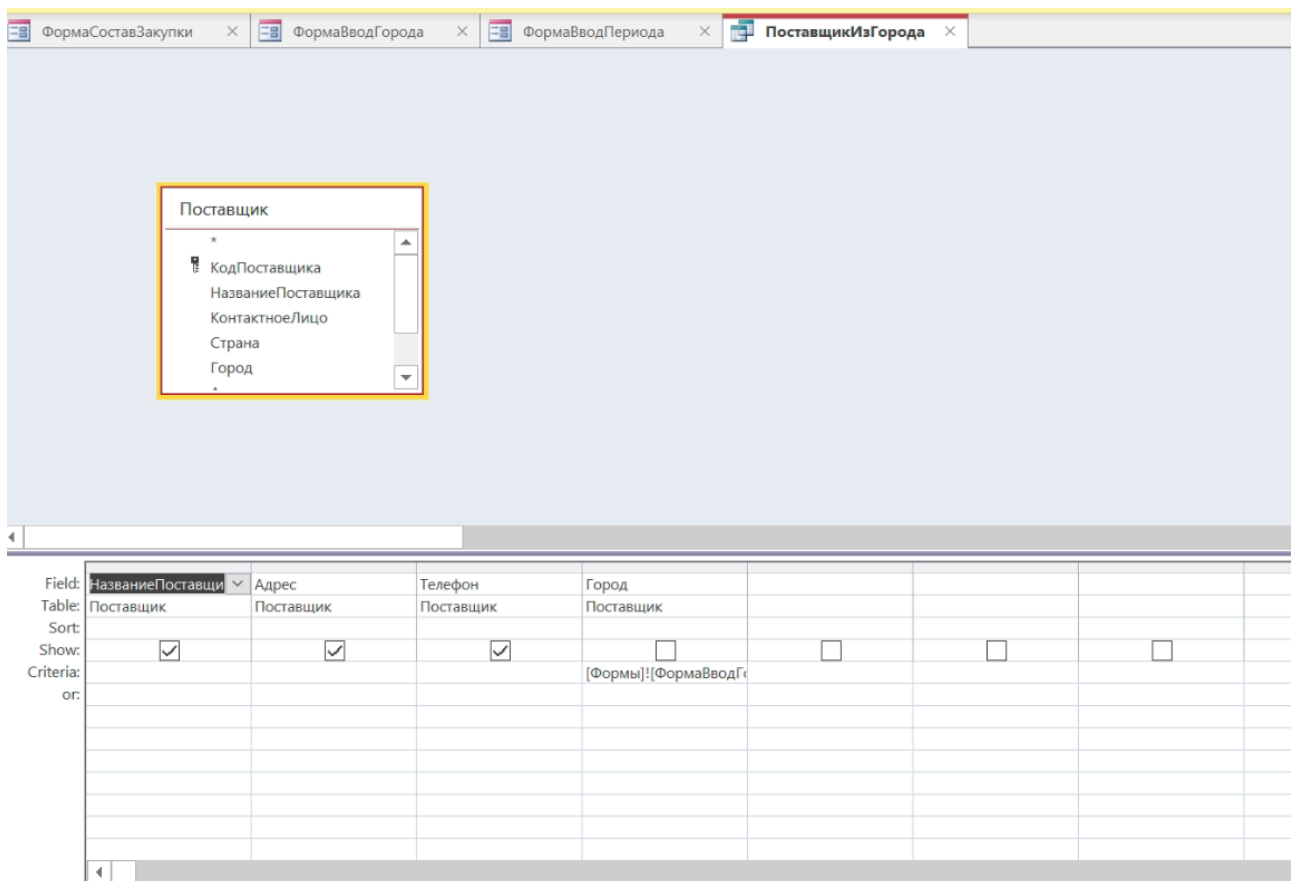 ФормаСоставЗакупки ФормаВводГорода ФормаВводПериода ПоставщикИзГорода
Поставщик
*
КодПоставщика
НазваниеПоставщика
КонтактноеЛицо
Страна
Город
Field: НазваниеПоставщи Адрес Телефон Город
Table: Поставщик Поставщик Поставщик Поставщик
Sort:
Show:
Criteria: [Формы]![ФормаВводГо
or: